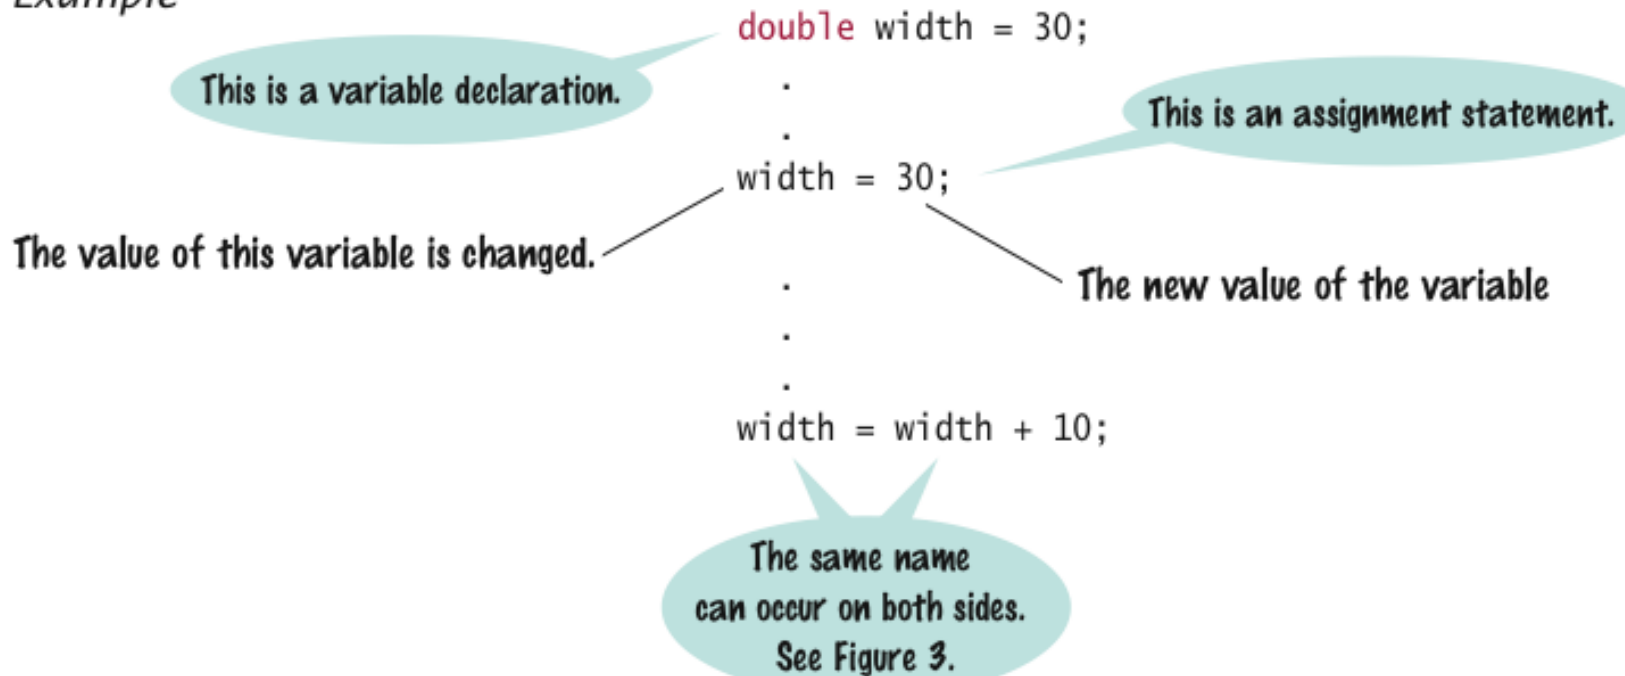 Example
double width = 30;
This is a variable declaration.
.
.
This is an assignment statement.
width = 30;
The value of this variable is changed.
The new value of the variable
.
.
.
width = width + 10;
The same name
can occur on both sides.
See Figure 3.